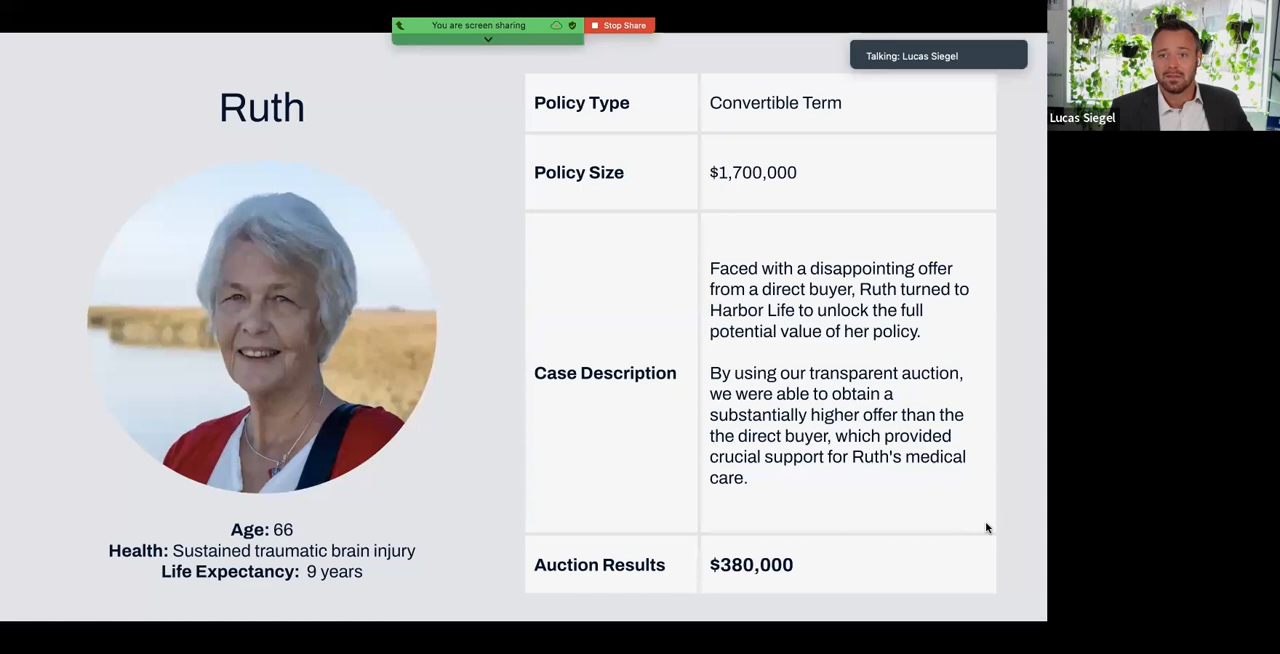 You are screen sharing
Stop Share
Talking: Lucas Siegel
Lucas Siegel
Ruth
Age: 66
Health: Sustained traumatic brain injury
Life Expectancy: 9 years
Policy Type
Convertible Term
Policy Size
$1,700,000
Case Description
Faced with a disappointing offer
from a direct buyer, Ruth turned to
Harbor Life to unlock the full
potential value of her policy.
By using our transparent auction,
we were able to obtain a
substantially higher offer than the
the direct buyer, which provided
crucial support for Ruth's medical
care.
Auction Results
$380,000